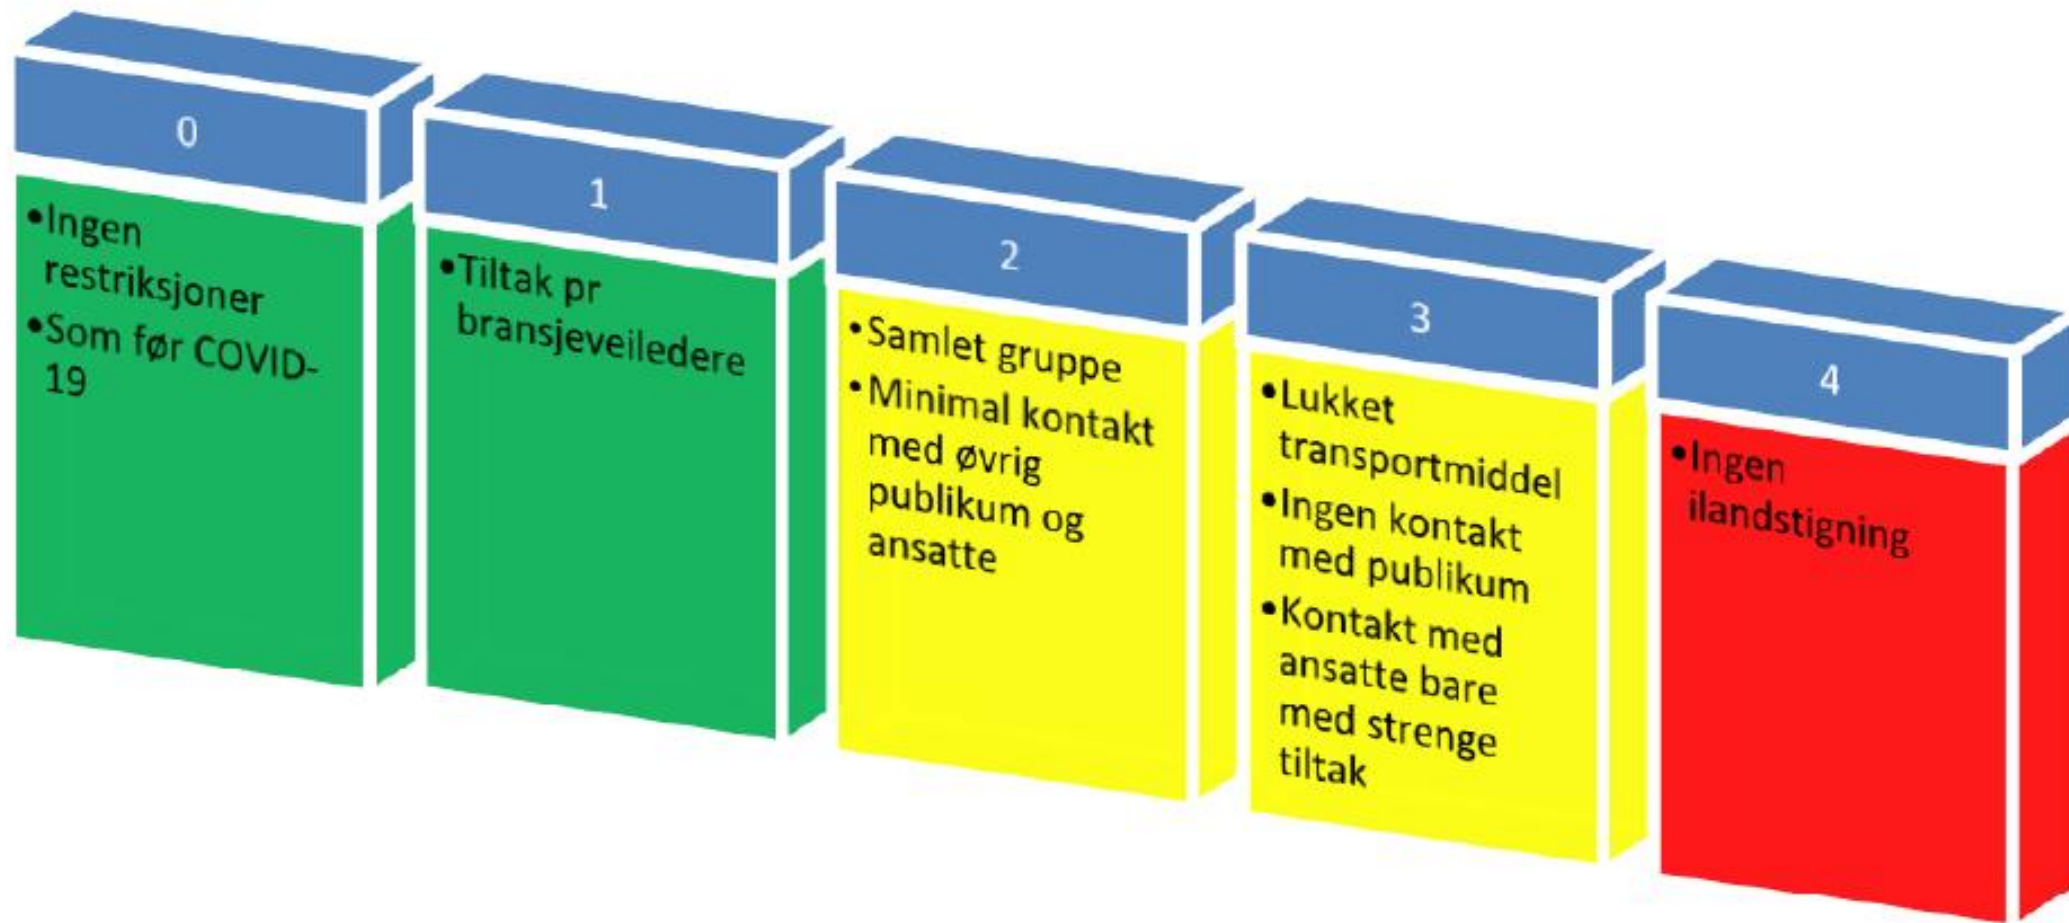 0
•Ingen
restriksjoner
•Som før COVID-
19
1
•Tiltak pr
bransjeveiledere
2
•Samlet gruppe
•Minimal kontakt
med øvrig
publikum og
ansatte
3
•Lukket
transportmiddel
•Ingen kontakt
med publikum
•Kontakt med
ansatte bare
med strenge
tiltak
4
•Ingen
ilandstigning